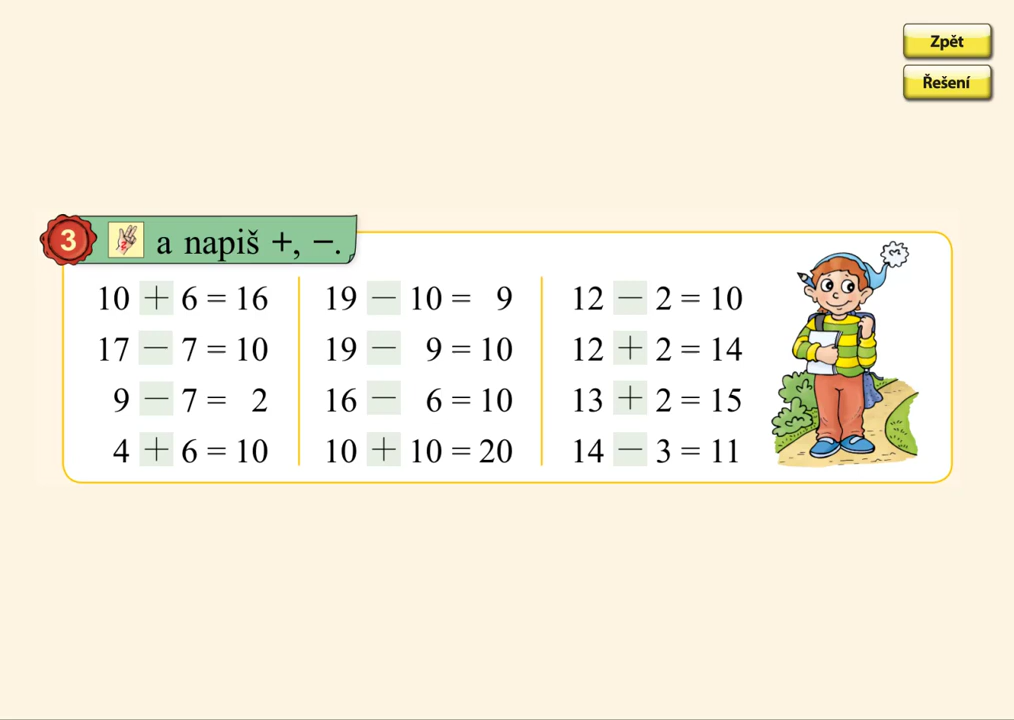 Zpět
Řešení
3 a napiš +, −.
10 + 6 = 16
17 − 7 = 10
9 − 7 = 2
4 + 6 = 10
19 − 10 = 9
19 − 9 = 10
16 − 6 = 10
10 + 10 = 20
12 − 2 = 10
12 + 2 = 14
13 + 2 = 15
14 − 3 = 11